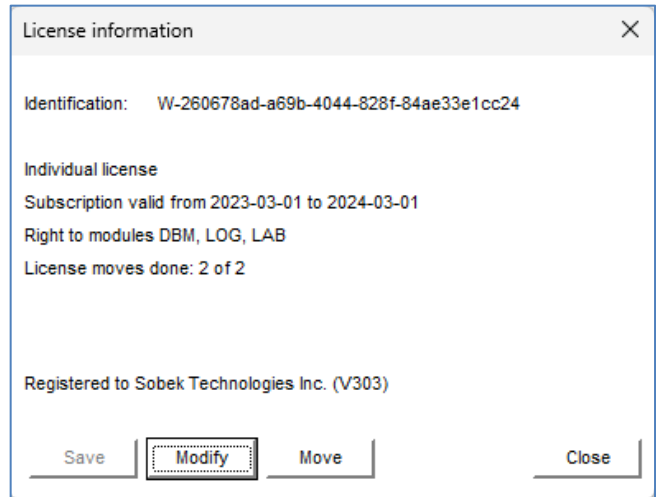 License information
Identification: W-260678ad-a69b-4044-828f-84ae33e1cc24
Individual license
Subscription valid from 2023-03-01 to 2024-03-01
Right to modules DBM, LOG, LAB
License moves done: 2 of 2
Registered to Sobek Technologies Inc. (V303)
Save Modify Move Close